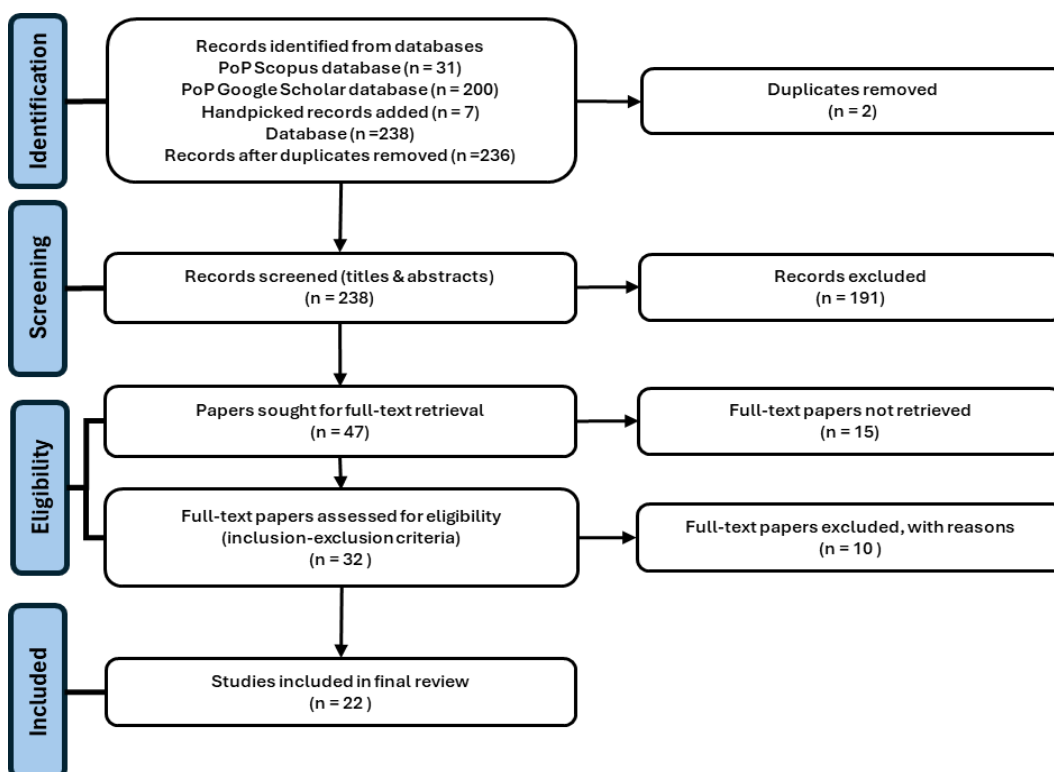 Identification
Records identified from databases
PoP Scopus database (n = 31)
PoP Google Scholar database (n = 200)
Handpicked records added (n = 7)
Database (n =238)
Records after duplicates removed (n =236)
Duplicates removed
(n = 2)
Screening
Records screened (titles & abstracts)
(n = 238)
Records excluded
(n = 191)
Eligibility
Papers sought for full-text retrieval
(n = 47)
Full-text papers not retrieved
(n = 15)
Full-text papers assessed for eligibility
(inclusion-exclusion criteria)
(n = 32 )
Full-text papers excluded, with reasons
(n = 10 )
Included
Studies included in final review
(n = 22 )